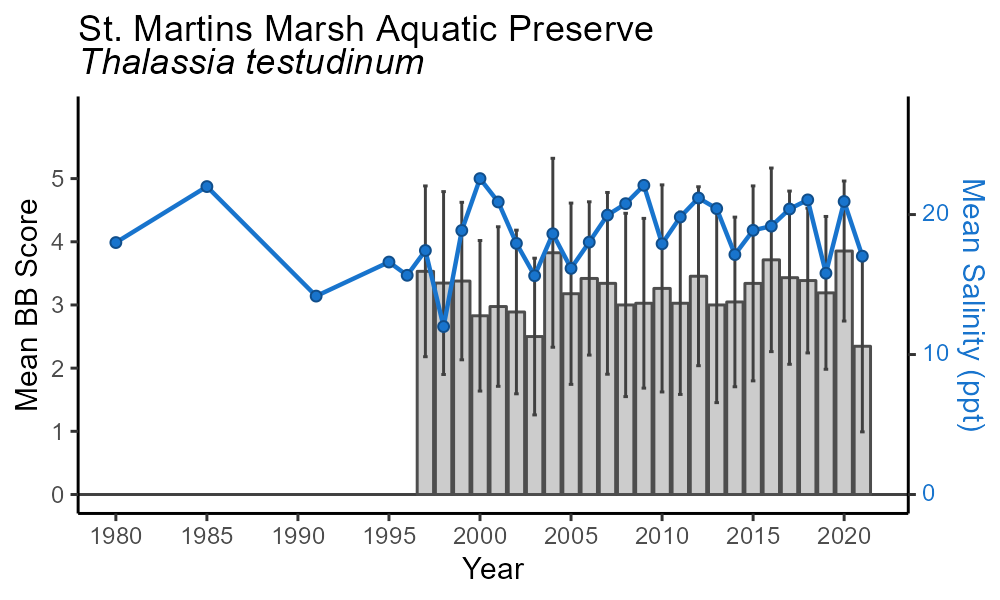 St. Martins Marsh Aquatic Preserve
Thalassia testudinum
Mean BB Score
5
4
3
2
1
0
20
10
0
Mean Salinity (ppt)
1980 1985 1990 1995 2000 2005 2010 2015 2020
Year